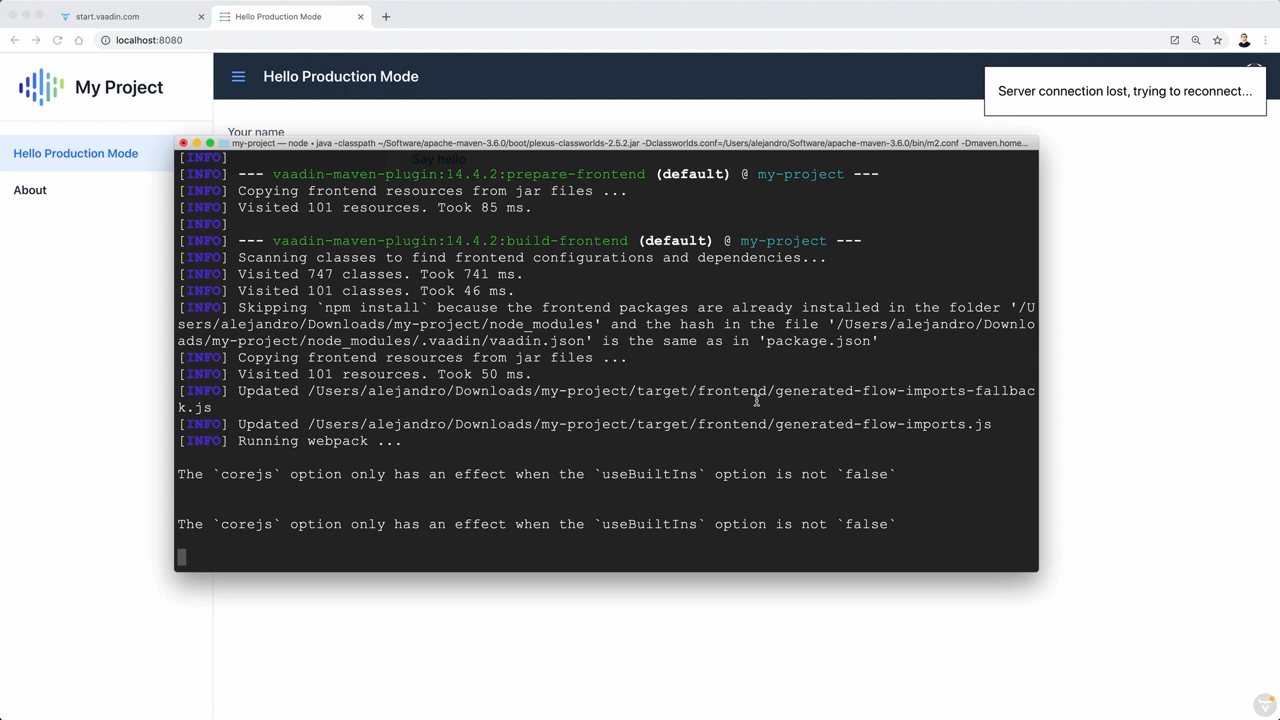 start.vaadin.com
Hello Production Mode
localhost:8080
My Project
Hello Production Mode
Server connection lost, trying to reconnect...
Hello Production Mode
About
Your name
Say hello
my-project — node • java -classpath ~/Software/apache-maven-3.6.0/boot/plexus-classworlds-2.5.2.jar -Dclassworlds.conf=/Users/alejandro/Software/apache-maven-3.6.0/bin/m2.conf -Dmaven.home...
[INFO]
[INFO] --- vaadin-maven-plugin:14.4.2:prepare-frontend (default) @ my-project ---
[INFO] Copying frontend resources from jar files ...
[INFO] Visited 101 resources. Took 85 ms.
[INFO]
[INFO] --- vaadin-maven-plugin:14.4.2:build-frontend (default) @ my-project ---
[INFO] Scanning classes to find frontend configurations and dependencies...
[INFO] Visited 747 classes. Took 741 ms.
[INFO] Visited 101 classes. Took 46 ms.
[INFO] Skipping `npm install` because the frontend packages are already installed in the folder '/U
sers/alejandro/Downloads/my-project/node_modules' and the hash in the file '/Users/alejandro/Downlo
ads/my-project/node_modules/.vaadin/vaadin.json' is the same as in 'package.json'
[INFO] Copying frontend resources from jar files ...
[INFO] Visited 101 resources. Took 50 ms.
[INFO] Updated /Users/alejandro/Downloads/my-project/target/frontend/generated-flow-imports-fallbac
k.js
[INFO] Updated /Users/alejandro/Downloads/my-project/target/frontend/generated-flow-imports.js
[INFO] Running webpack ...
The `corejs` option only has an effect when the `useBuiltIns` option is not `false`
The `corejs` option only has an effect when the `useBuiltIns` option is not `false`